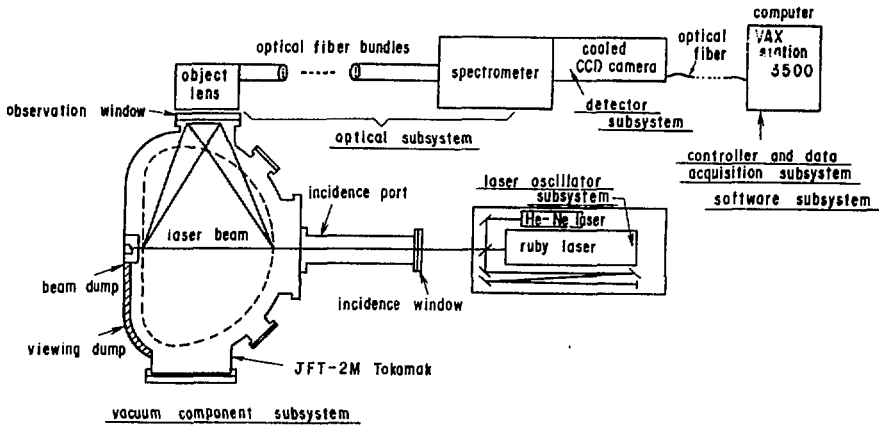 computer
VAX
station
3500
optical
fiber
cooled
CCD camera
spectrometer
optical fiber bundles
object
lens
observation window
optical subsystem
detector
subsystem
controller and data
acquisition subsystem
software subsystem
laser oscillator
subsystem
He-Ne laser
ruby laser
incidence port
laser beam
incidence window
beam dump
viewing dump
JFT-2M Tokamak
vacuum component subsystem